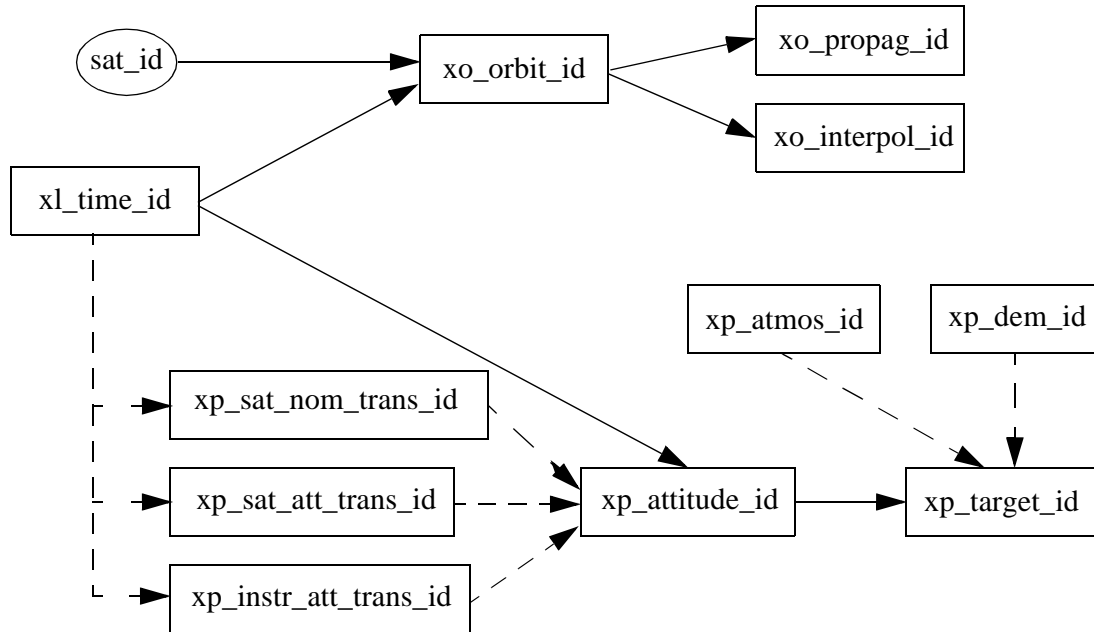 sat_id
xo_orbit_id
xo_propag_id
xo_interpol_id
xl_time_id
xp_atmos_id
xp_dem_id
xp_sat_nom_trans_id
xp_sat_att_trans_id
xp_attitude_id
xp_target_id
xp_instr_att_trans_id